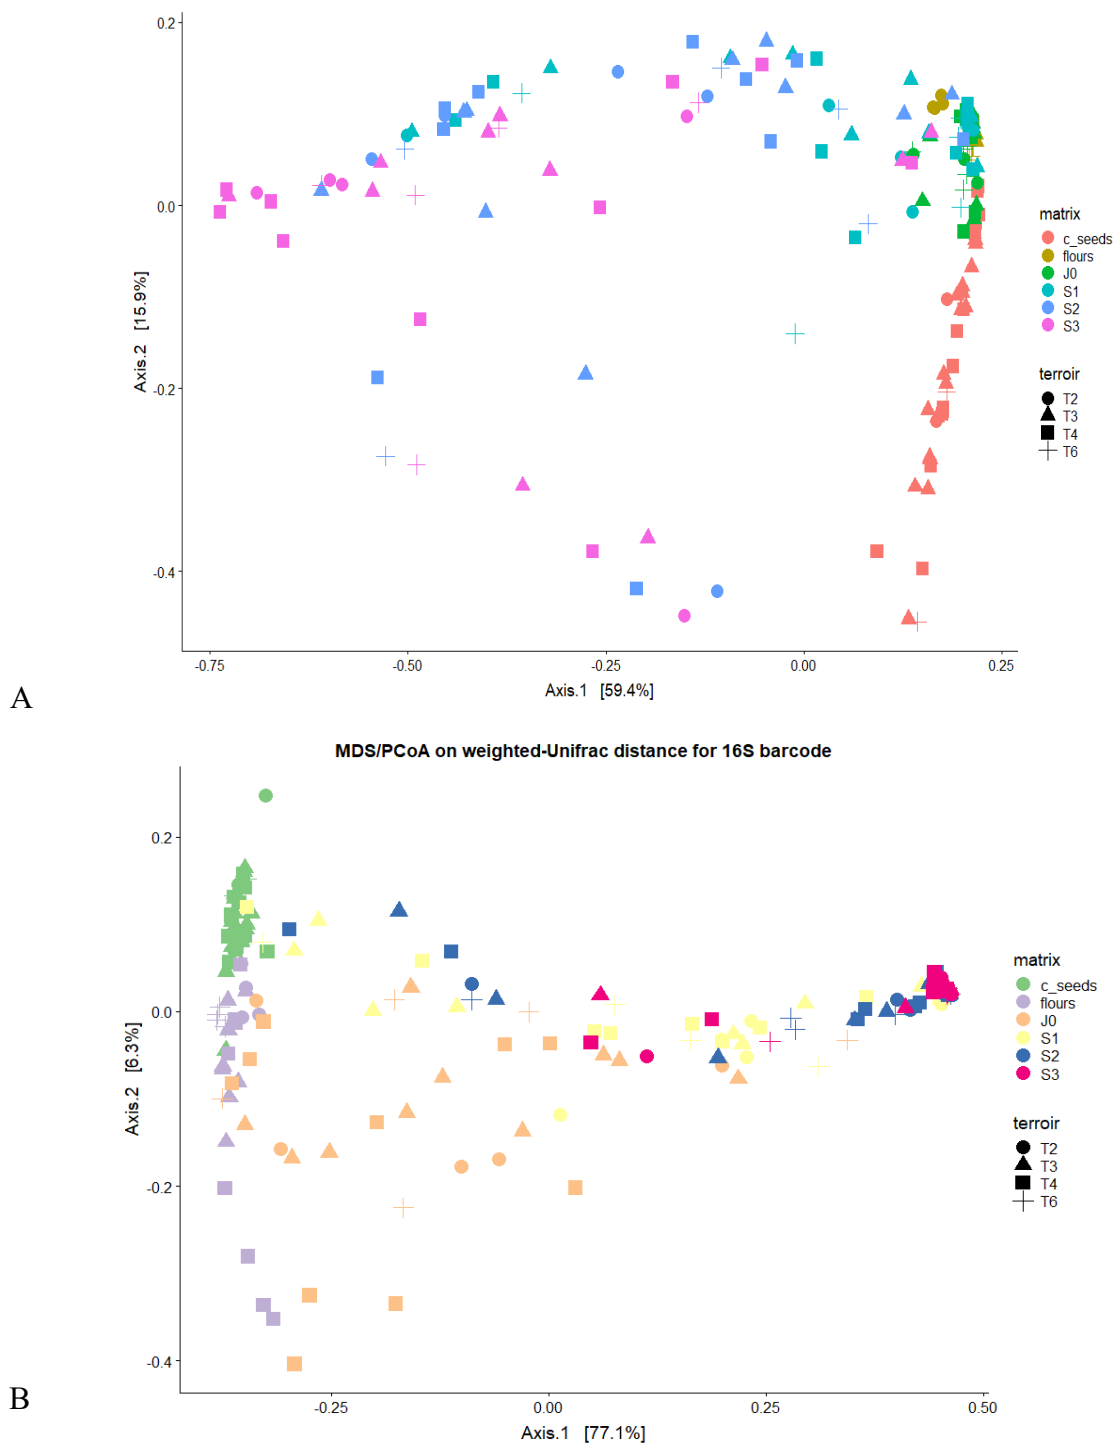 0.2
0.0
-0.2
-0.4
Axis.2 [15.9%]
-0.75
-0.50
-0.25
0.00
0.25
Axis.1 [59.4%]
matrix
c_seeds
flours
J0
S1
S2
S3
terroir
T2
T3
T4
T6
A
MDS/PCoA on weighted-Unifrac distance for 16S barcode
0.2
0.0
-0.2
-0.4
Axis.2 [6.3%]
-0.25
0.00
0.25
0.50
Axis.1 [77.1%]
matrix
c_seeds
flours
J0
S1
S2
S3
terroir
T2
T3
T4
T6
B